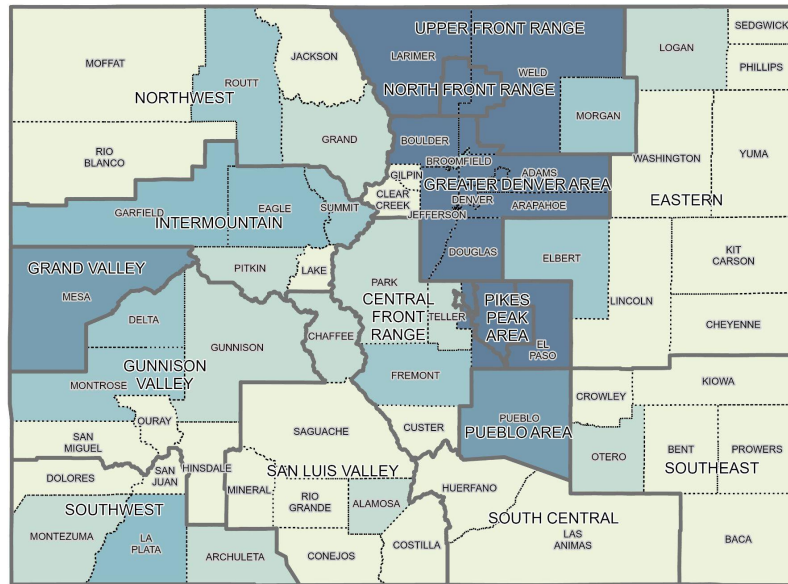 UPPER FRONT RANGE
SEDGWICK
JACKSON
LARIMER
LOGAN
MOFFAT
PHILLIPS
WELD
ROUTT
NORTH FRONT RANGE
NORTHWEST
MORGAN
GRAND
BOULDER
WASHINGTON
YUMA
RIO
BLANCO
BROOMFIELD
GILPIN
ADAMS
GREATER DENVER AREA
CLEAR
CREEK
DENVER
EASTERN
ARAPAHOE
GARFIELD
EAGLE
SUMMIT
JEFFERSON
INTERMOUNTAIN
DOUGLAS
ELBERT
KIT
CARSON
GRAND VALLEY
PITKIN
LAKE
PARK
MESA
LINCOLN
CENTRAL
FRONT
RANGE
PIKES
PEAK
AREA
DELTA
TELLER
CHEYENNE
CHAFFEE
GUNNISON
EL
PASO
GUNNISON
VALLEY
MONTROSE
FREMONT
KIOWA
CROWLEY
OURAY
PUEBLO
CUSTER
SAGUACHE
PUEBLO AREA
SAN
MIGUEL
OTERO
BENT
PROWERS
SOUTHEAST
DOLORES
SAN
JUAN
HINSDALE
SAN LUIS VALLEY
MINERAL
HUERFANO
RIO
GRANDE
ALAMOSA
SOUTHWEST
SOUTH CENTRAL
MONTEZUMA
LA
PLATA
LAS
ANIMAS
BACA
COSTILLA
ARCHULETA
CONEJOS